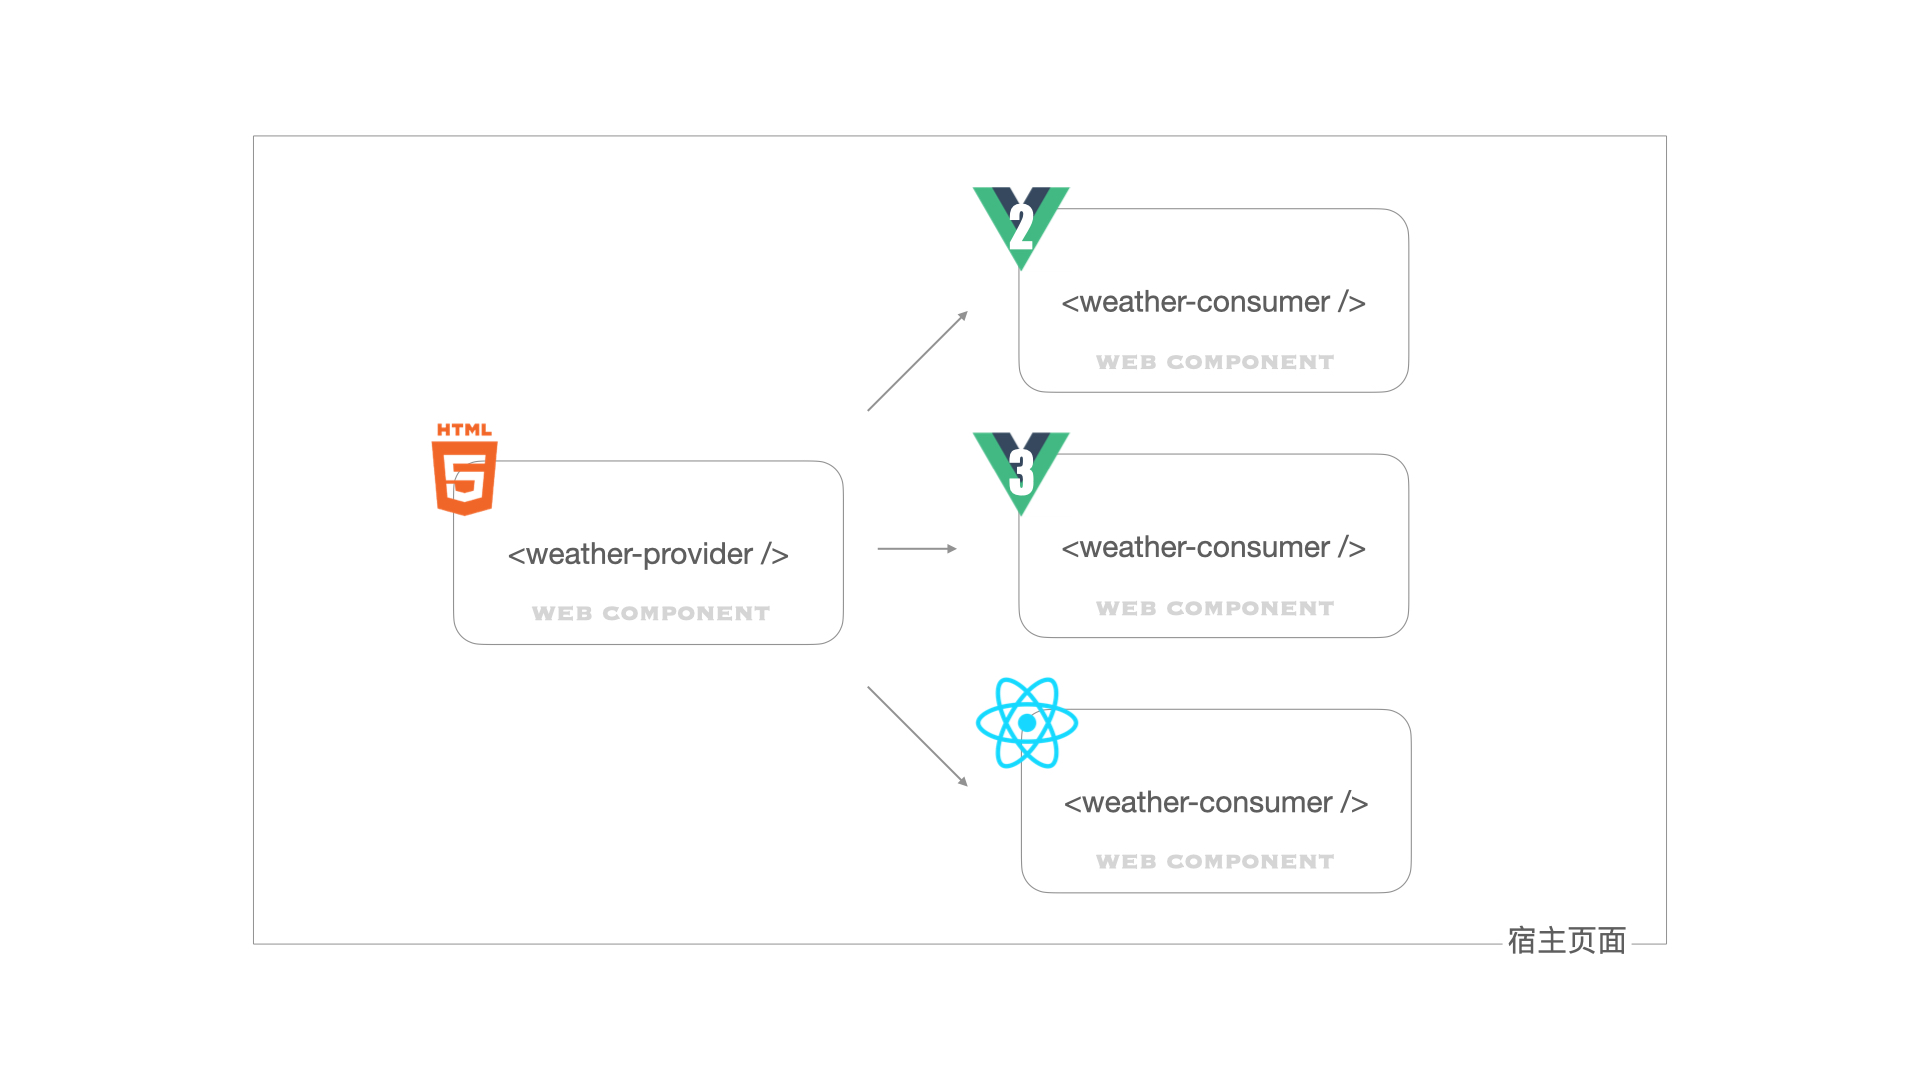 2
<weather-consumer />
WEB COMPONENT
HTML
5
<weather-provider />
WEB COMPONENT
3
<weather-consumer />
WEB COMPONENT
<weather-consumer />
WEB COMPONENT
宿主页面